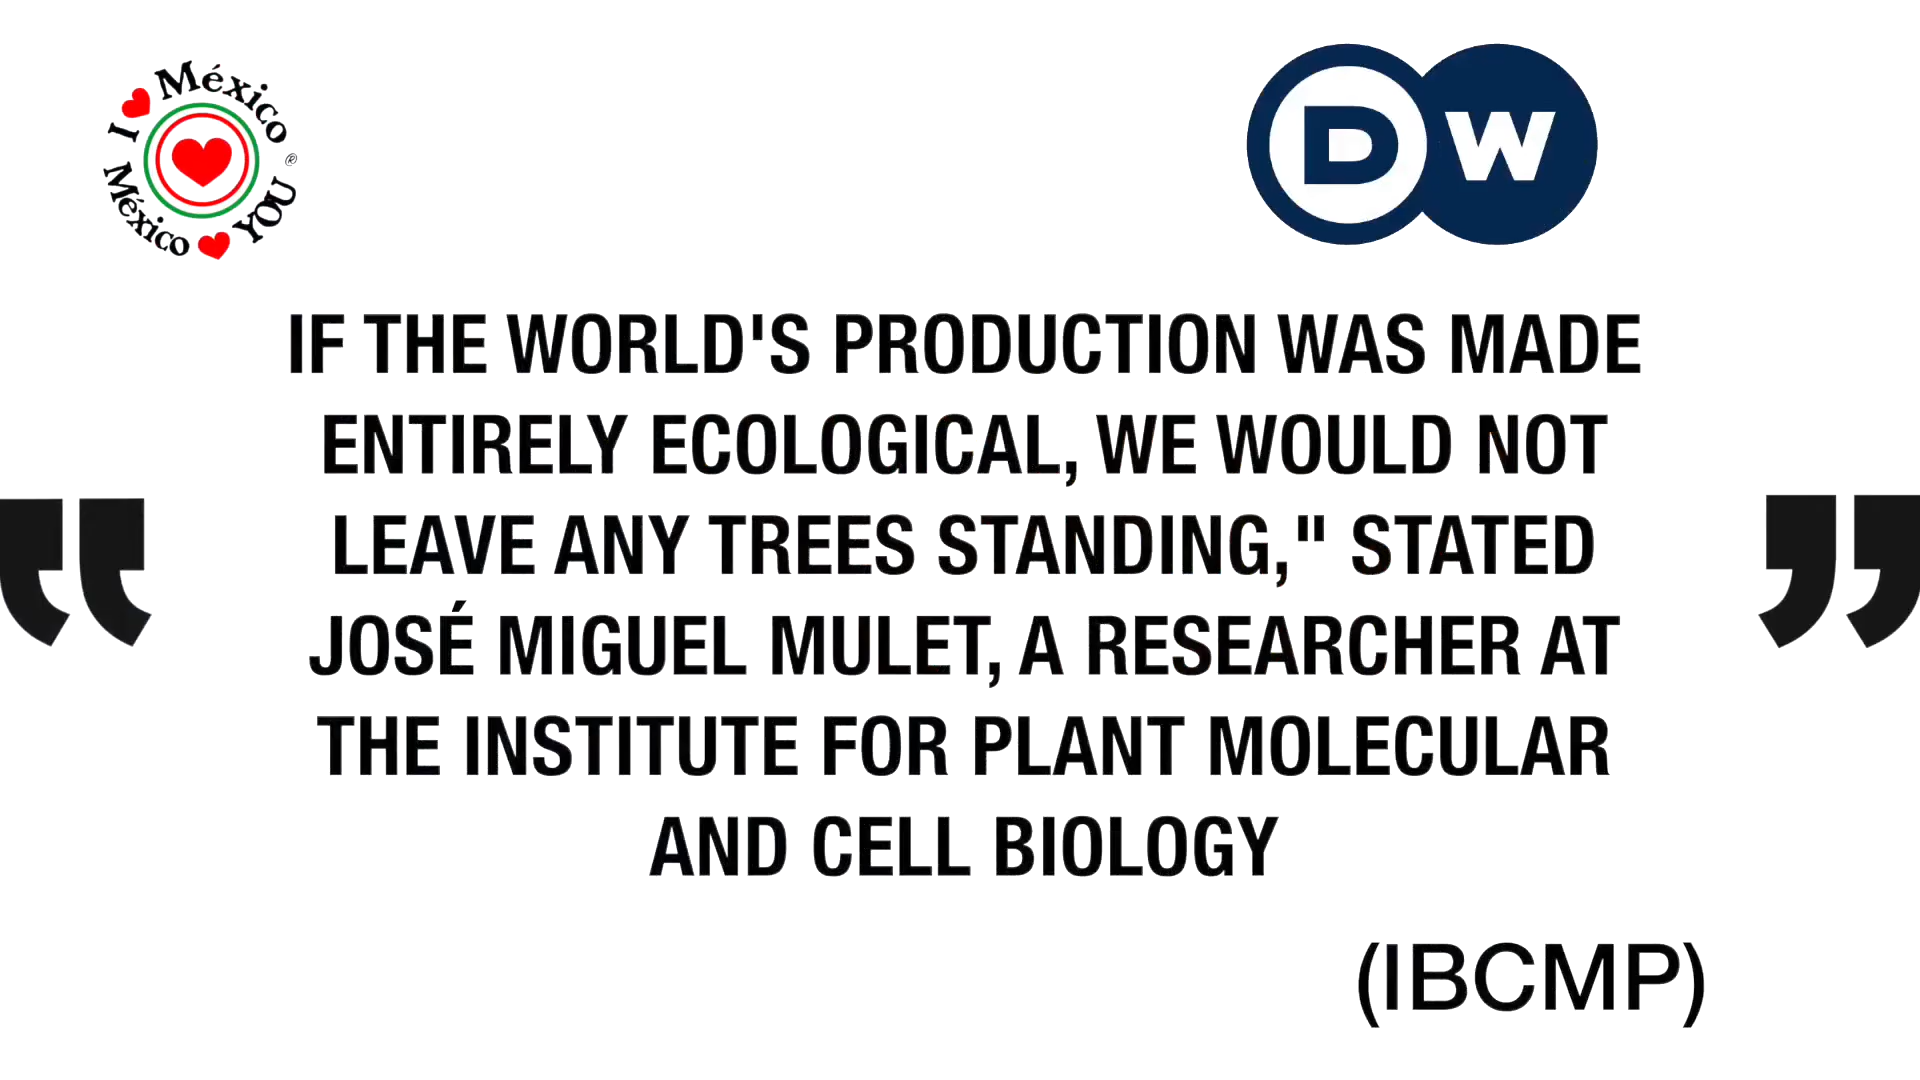 I México
México YOU ®
DW
IF THE WORLD'S PRODUCTION WAS MADE
ENTIRELY ECOLOGICAL, WE WOULD NOT
LEAVE ANY TREES STANDING," STATED
JOSÉ MIGUEL MULET, A RESEARCHER AT
THE INSTITUTE FOR PLANT MOLECULAR
AND CELL BIOLOGY
(IBCMP)